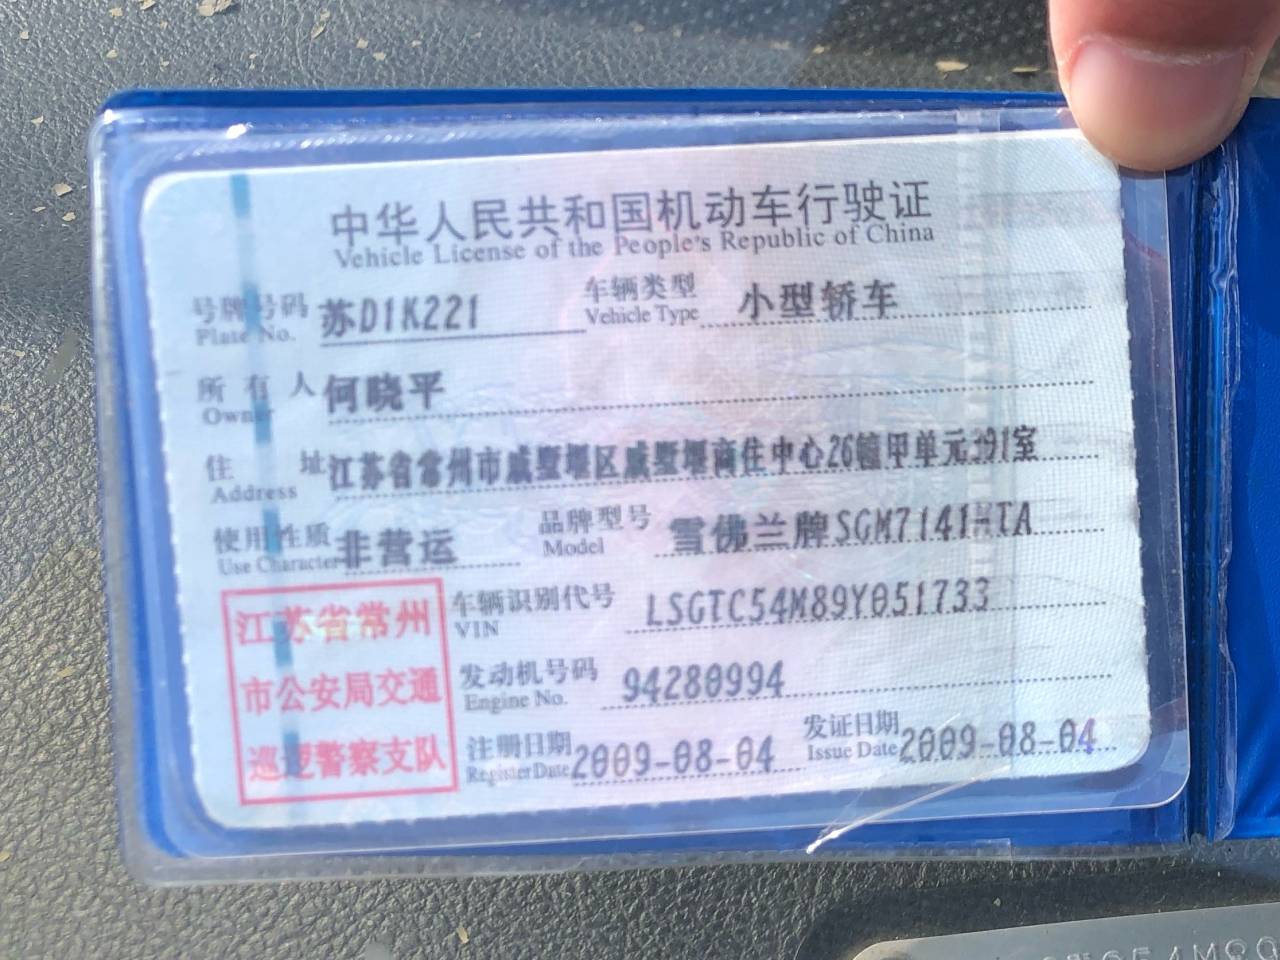 中华人民共和国机动车行驶证
Vehicle License of the People's Republic of China
号牌号码 苏D1K221 车辆类型 小型轿车
Plate No. Vehicle Type
所有人 何晓平
Owner
住址 江苏省常州市戚墅堰区戚墅堰商住中心26幢甲单元391室
Address
使用性质 非营运 品牌型号 雪佛兰牌SGM7141MTA
Use Character Model
江苏省常州
市公安局交通
巡逻警察支队
车辆识别代号 LSGTC54M89Y051733
VIN
发动机号码 94280994
Engine No.
注册日期 2009-08-04 发证日期 2009-08-04
Register Date Issue Date